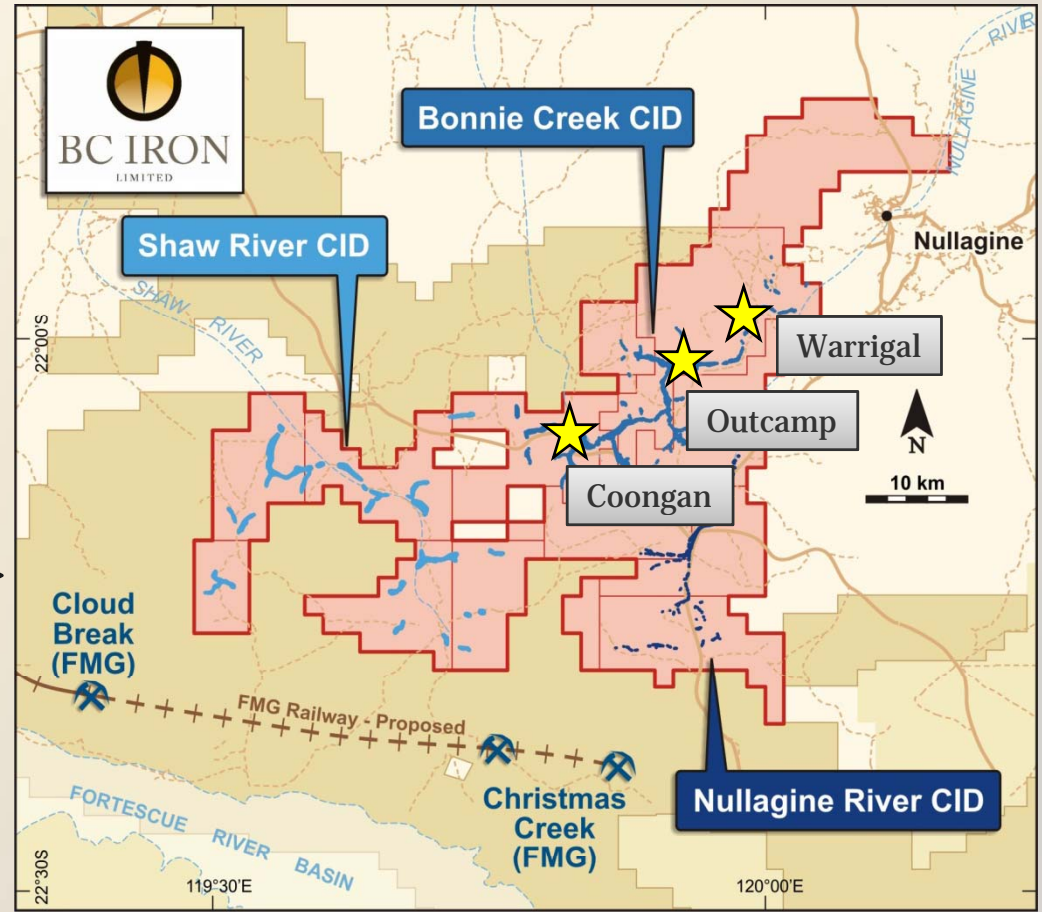 BC IRON
LIMITED
Bonnie Creek CID
Shaw River CID
RIVER
NULLAGINE
Nullagine
SHAW RIVER
22°00'S
Warrigal
Outcamp
Coongan
N
10 km
Cloud
Break
(FMG)
FMG Railway - Proposed
Christmas
Creek
(FMG)
Nullagine River CID
FORTESCUE RIVER BASIN
22°30'S
119°30'E
120°00'E